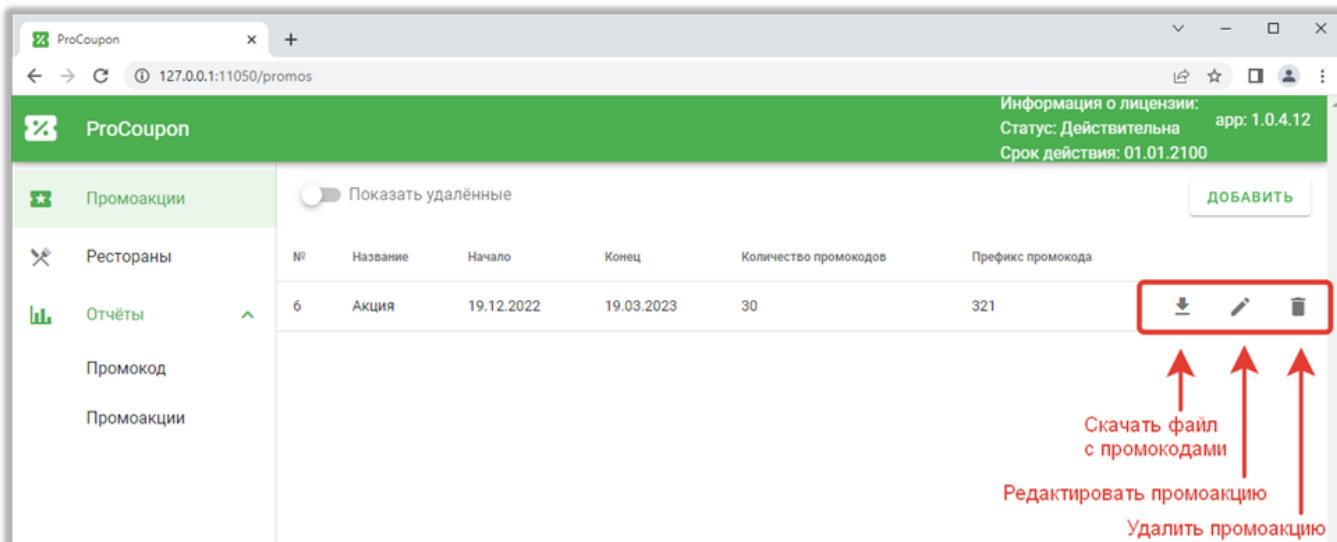 ProCoupon
127.0.0.1:11050/promos
ProCoupon
Информация о лицензии:
Статус: Действительна
Срок действия: 01.01.2100
app: 1.0.4.12
Промоакции
Показать удалённые
ДОБАВИТЬ
Рестораны
№ Название Начало Конец Количество промокодов Префикс промокода
Отчёты
6 Акция 19.12.2022 19.03.2023 30 321
Промокод
Промоакции
Скачать файл
с промокодами
Редактировать промоакцию
Удалить промоакцию